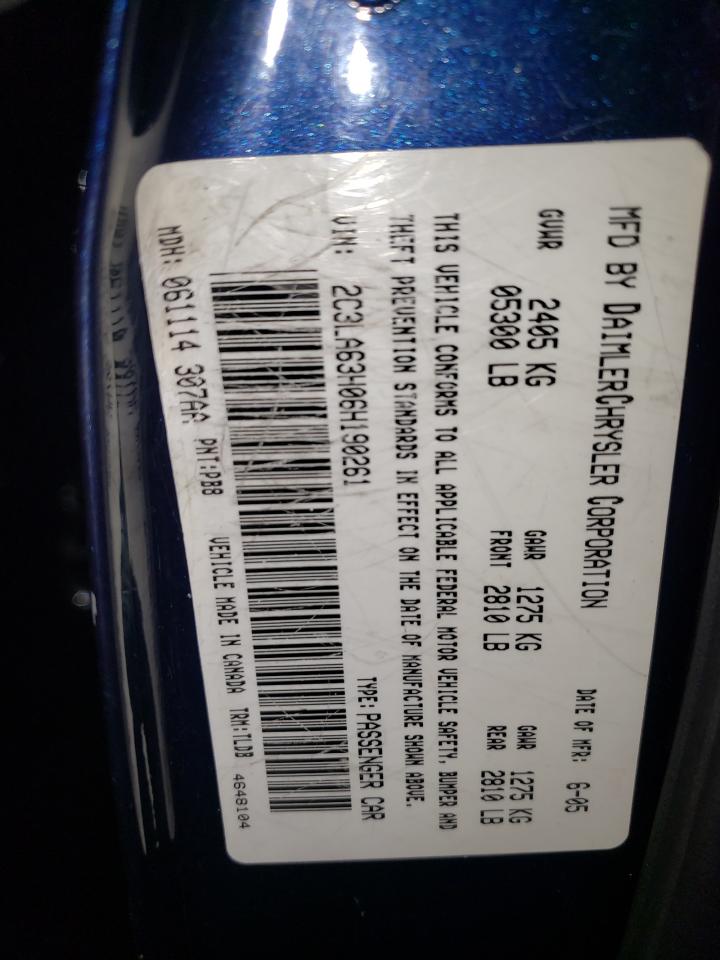 MFD BY DAIMLERCHRYSLER CORPORATION
DATE OF MFR: 6-05
GVWR 2405 KG
05300 LB
GAWR 1275 KG
FRONT 2810 LB
GAWR 1275 KG
REAR 2810 LB
THIS VEHICLE CONFORMS TO ALL APPLICABLE FEDERAL MOTOR VEHICLE SAFETY, BUMPER AND
THEFT PREVENTION STANDARDS IN EFFECT ON THE DATE OF MANUFACTURE SHOWN ABOVE.
VIN: 2C3LA63H06H190261 TYPE: PASSENGER CAR
MDH: 061114 307AA PNT:PB8 VEHICLE MADE IN CANADA TRM:TLDB 4648104